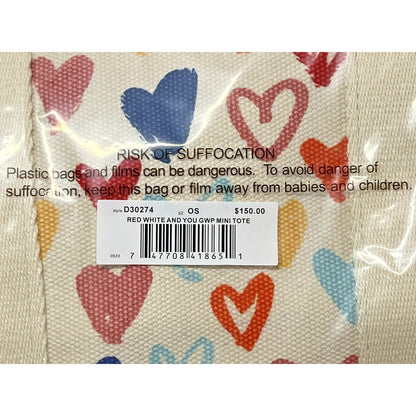 RISK OF SUFFOCATION
Plastic bags and films can be dangerous. To avoid danger of
suffocation, keep this bag or film away from babies and children.
style D30274 sz OS $150.00
RED WHITE AND YOU GWP MINI TOTE
0623 7 47708 41865 1